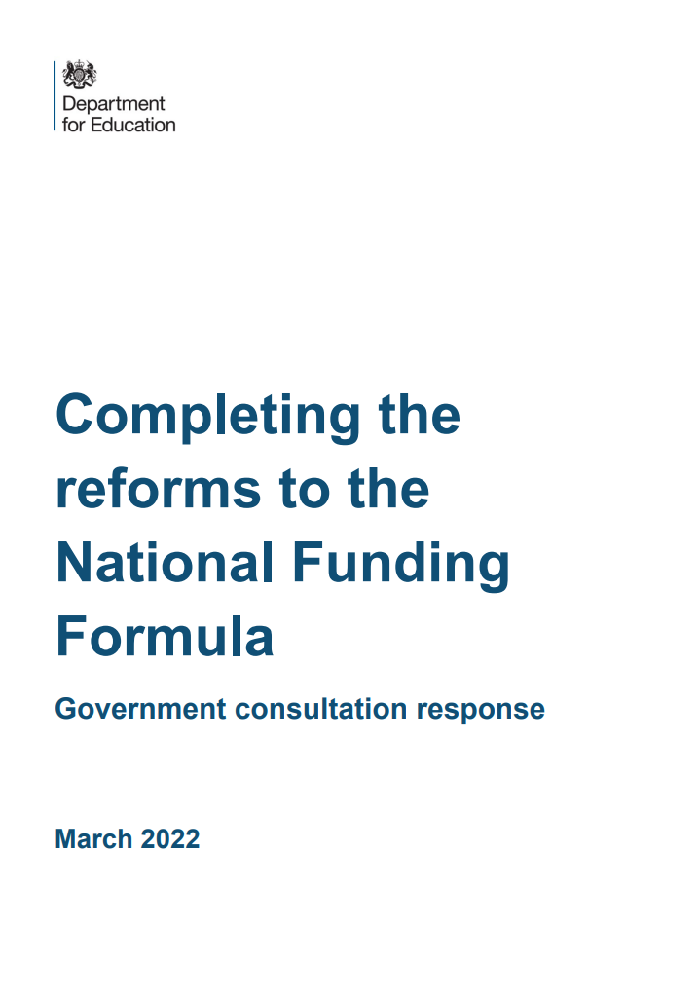 Department
for Education
Completing the
reforms to the
National Funding
Formula
Government consultation response
March 2022